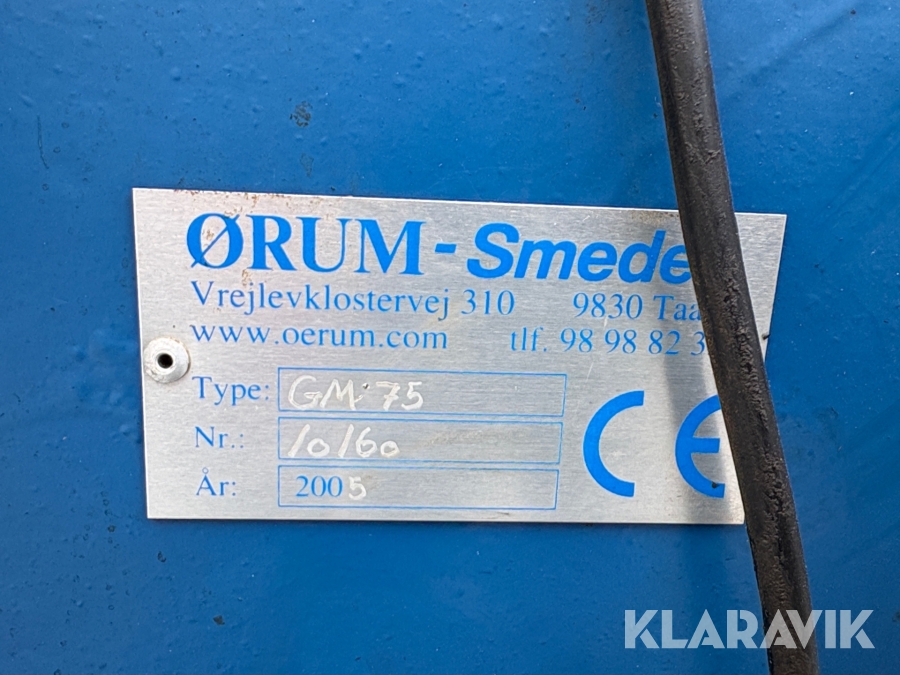 ØRUM-Smede
Vrejlevklostervej 310 9830 Taa
www.oerum.com tlf. 98 98 82 3
Type: GM 75
Nr.: 10160
År: 2005
CE
KLARAVIK